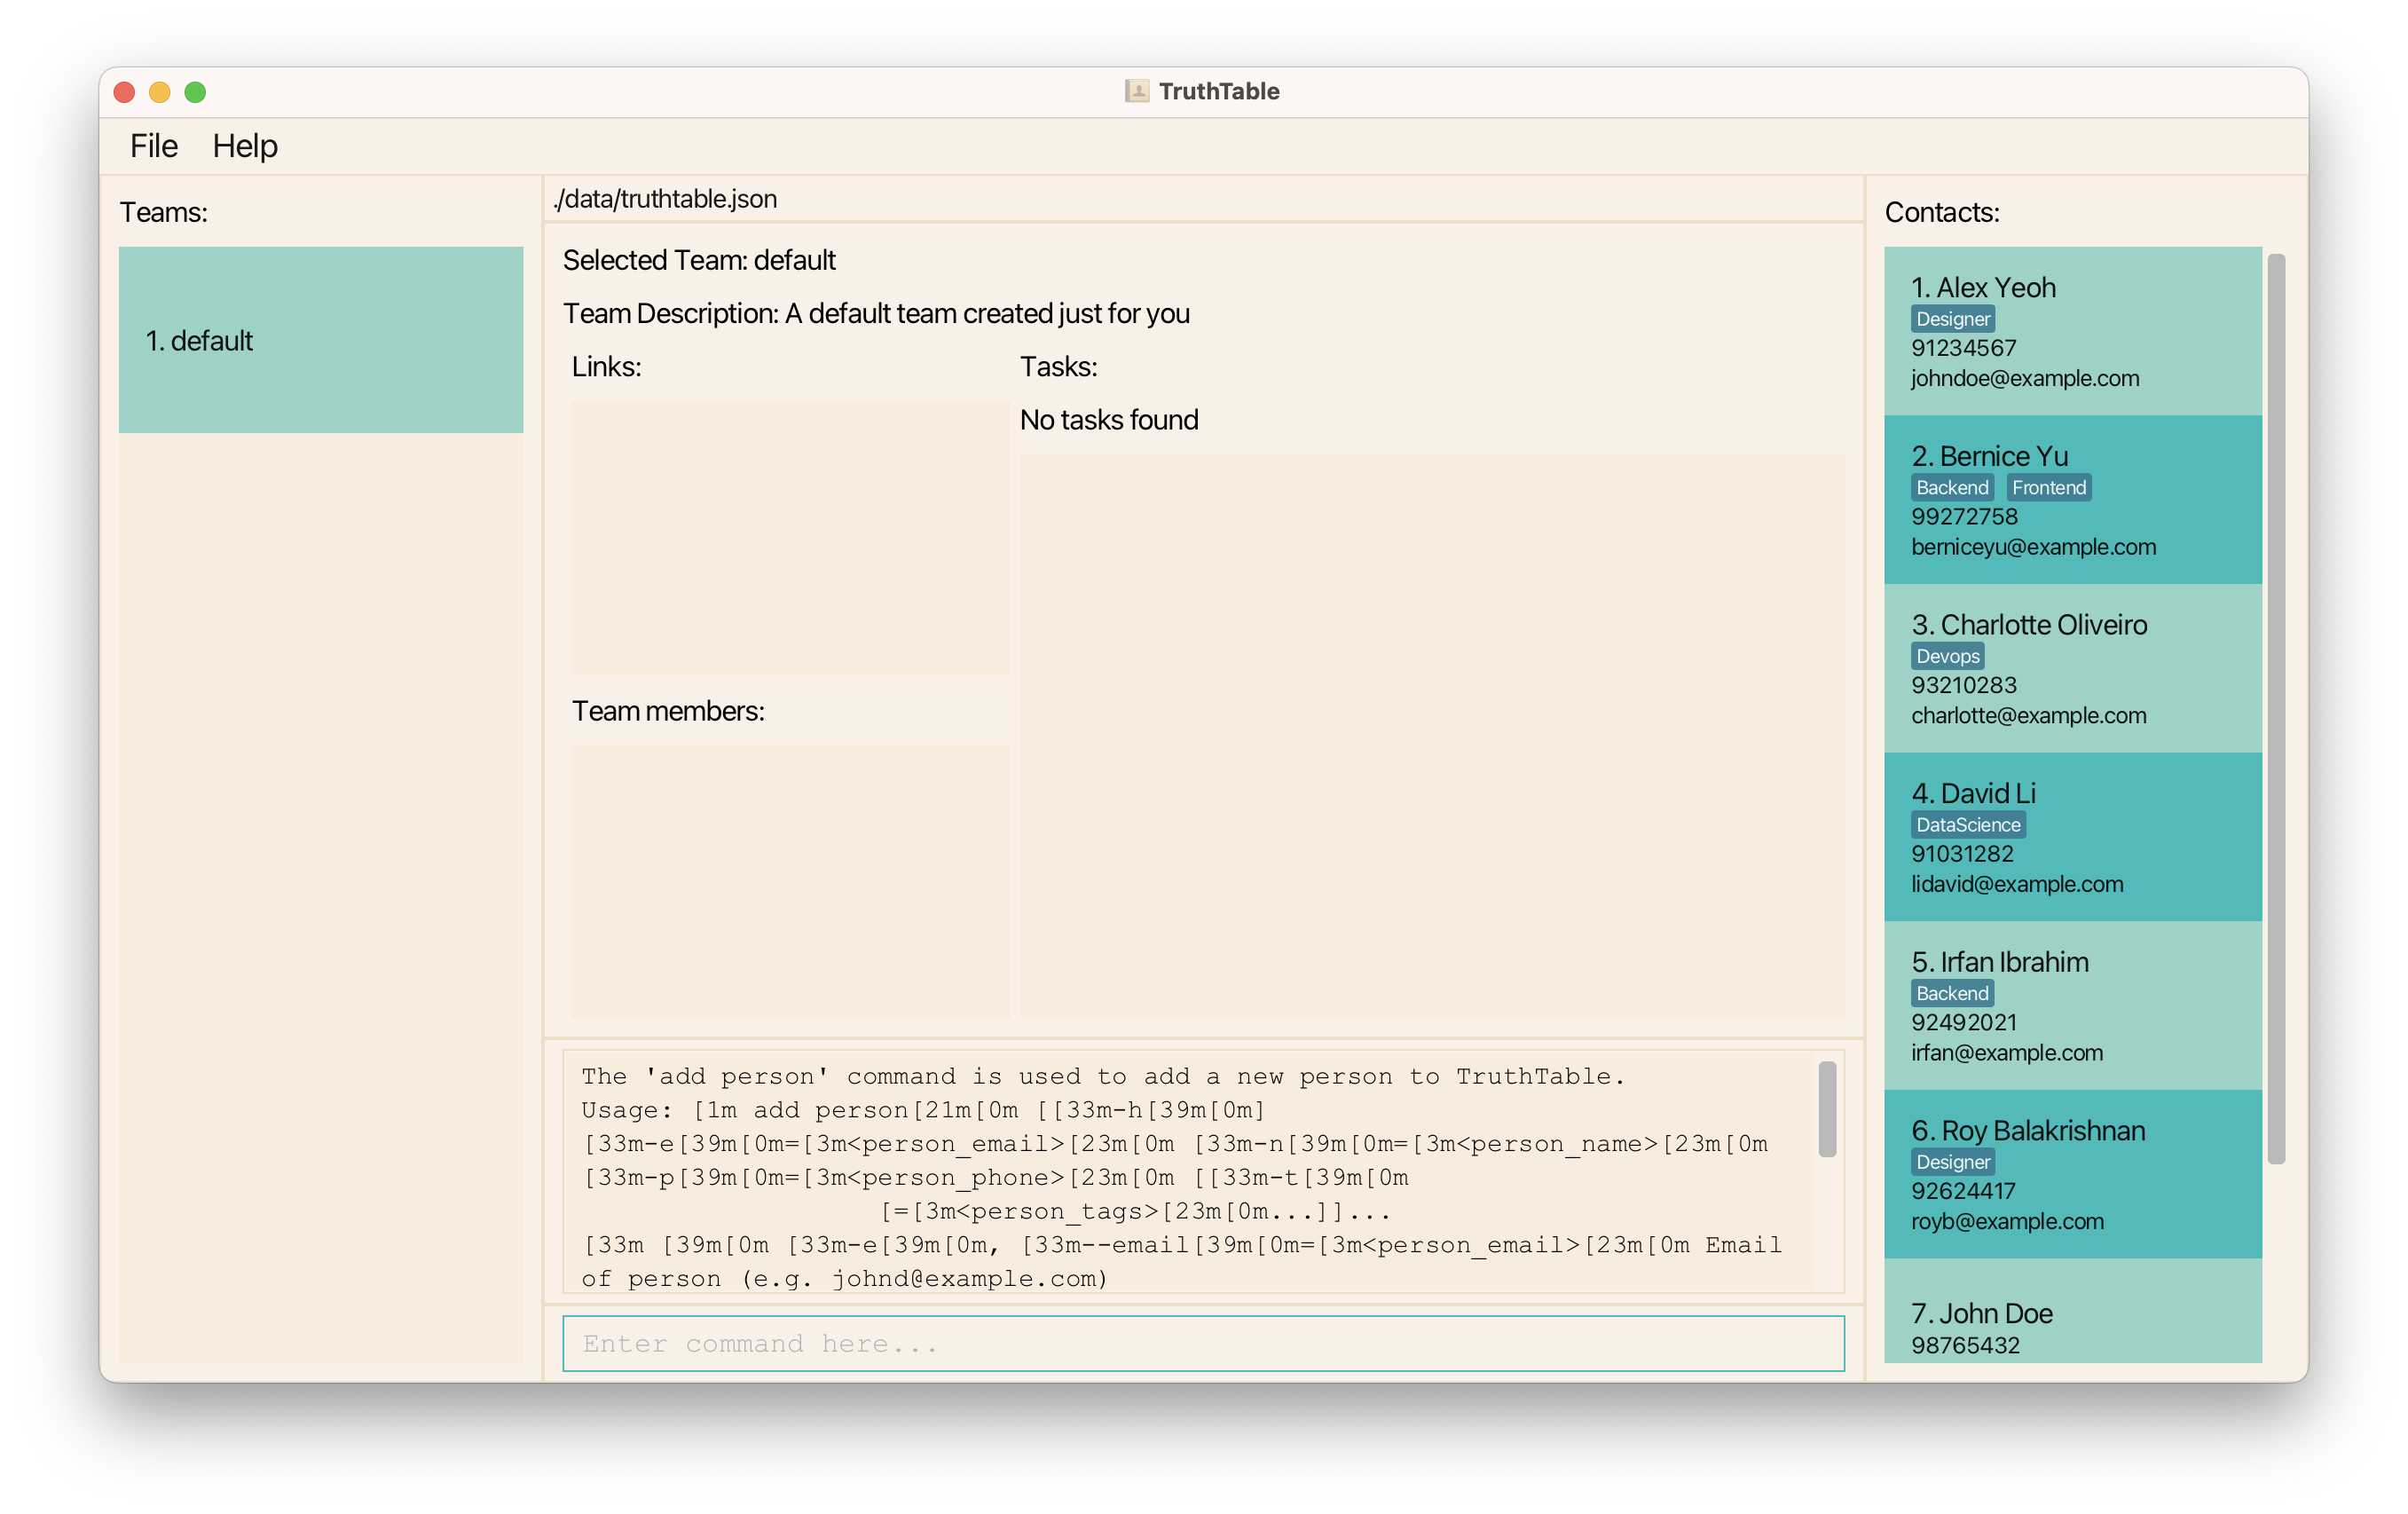 TruthTable
File Help
Teams:
1. default
./data/truthtable.json
Selected Team: default
Team Description: A default team created just for you
Links:
Tasks:
No tasks found
Team members:
The 'add person' command is used to add a new person to TruthTable.
Usage: [1m add person[21m[0m [[33m-h[39m[0m]
[33m-e[39m[0m=[3m<person_email>[23m[0m [33m-n[39m[0m=[3m<person_name>[23m[0m
[33m-p[39m[0m=[3m<person_phone>[23m[0m [[33m-t[39m[0m
[=[3m<person_tags>[23m[0m...]]...
[33m [39m[0m [33m-e[39m[0m, [33m--email[39m[0m=[3m<person_email>[23m[0m Email
of person (e.g. johnd@example.com)
Enter command here...
Contacts:
1. Alex Yeoh
Designer
91234567
johndoe@example.com
2. Bernice Yu
Backend Frontend
99272758
berniceyu@example.com
3. Charlotte Oliveiro
Devops
93210283
charlotte@example.com
4. David Li
DataScience
91031282
lidavid@example.com
5. Irfan Ibrahim
Backend
92492021
irfan@example.com
6. Roy Balakrishnan
Designer
92624417
royb@example.com
7. John Doe
98765432